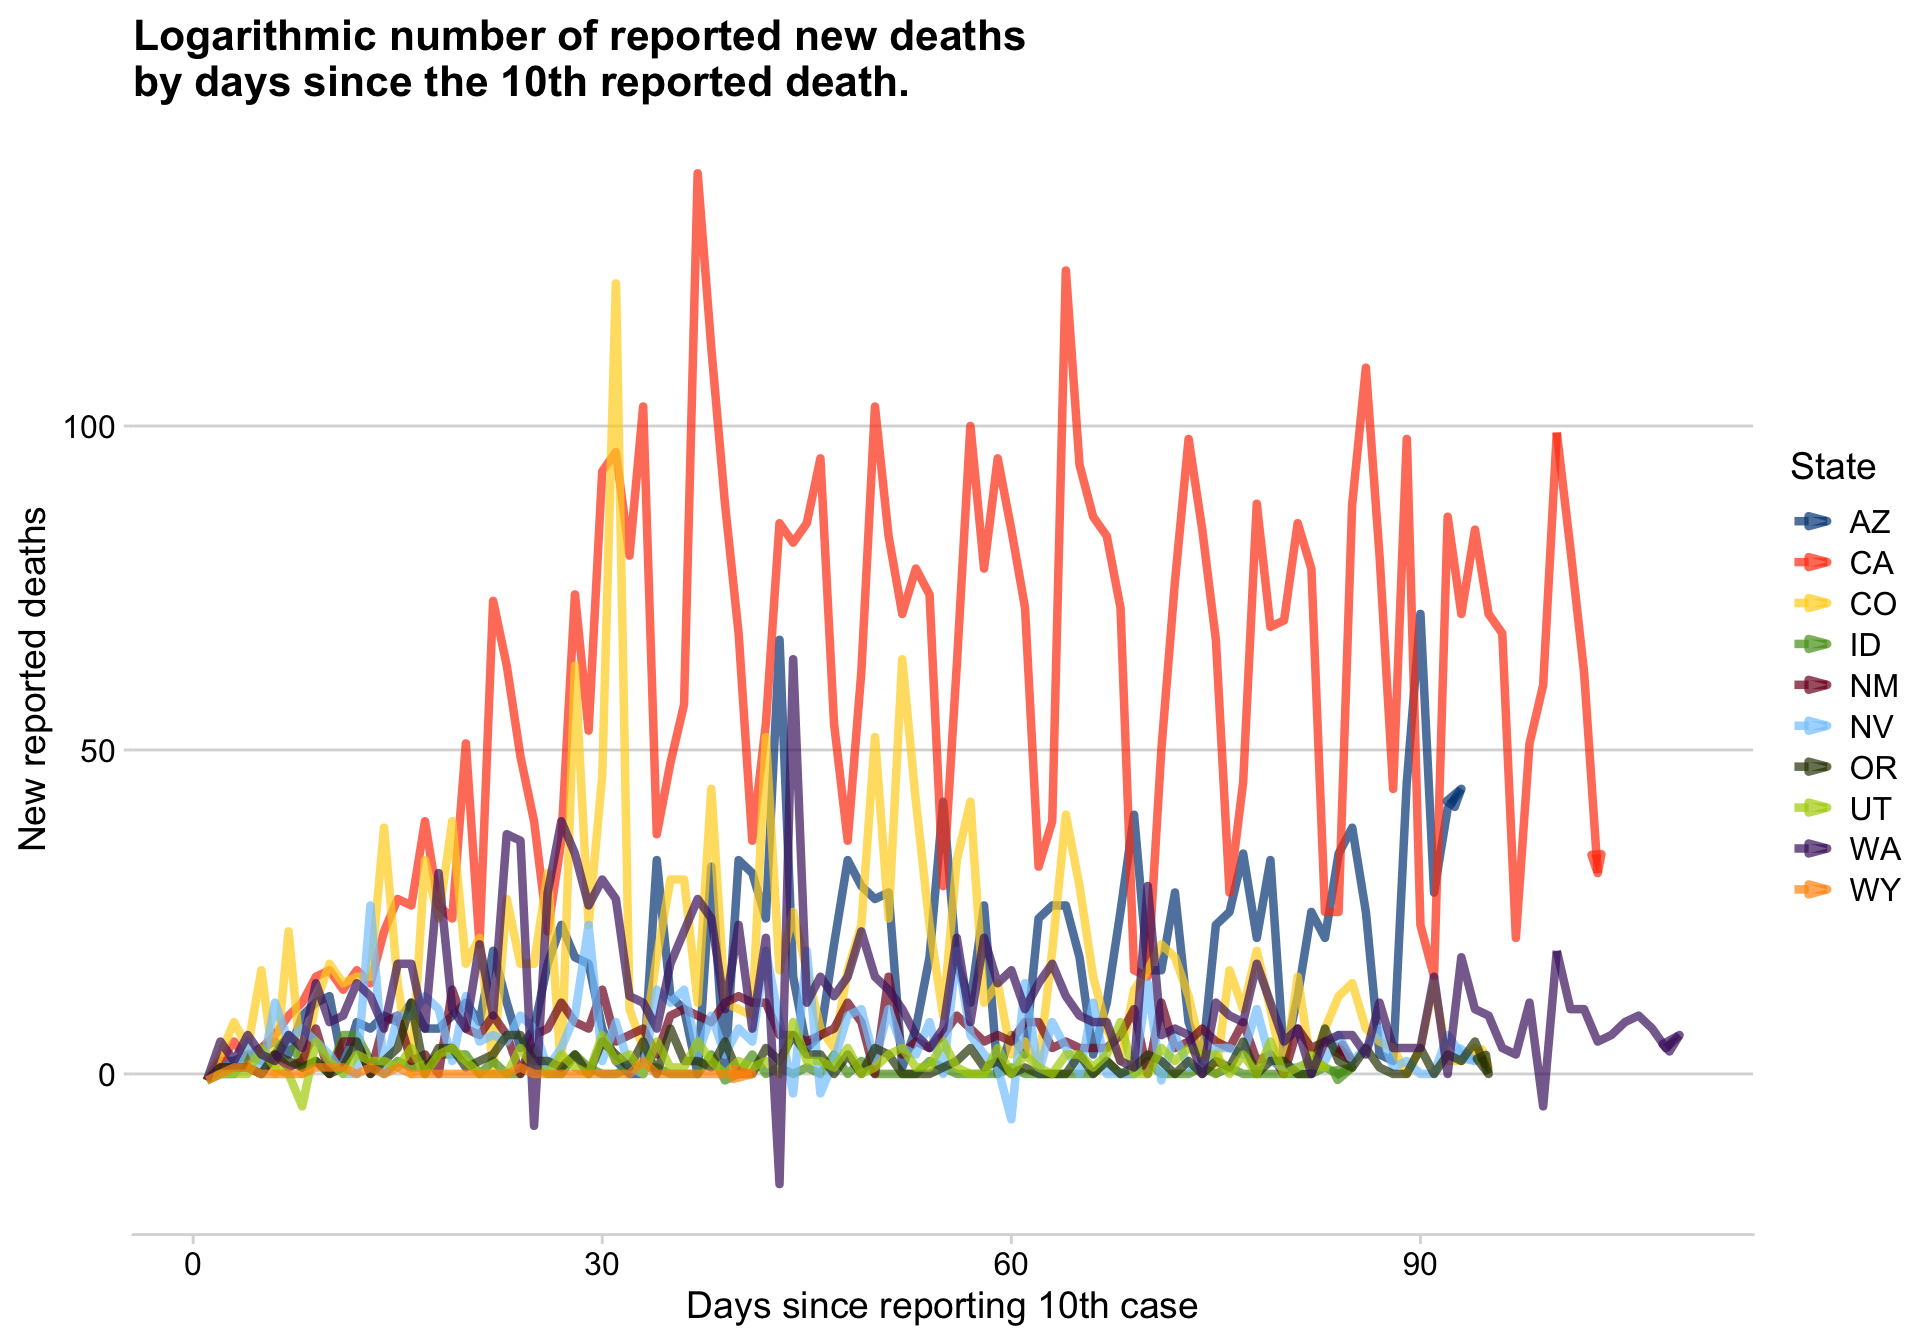 Logarithmic number of reported new deaths
by days since the 10th reported death.
New reported deaths
100
50
0
0
30
60
90
Days since reporting 10th case
State
AZ
CA
CO
ID
NM
NV
OR
UT
WA
WY